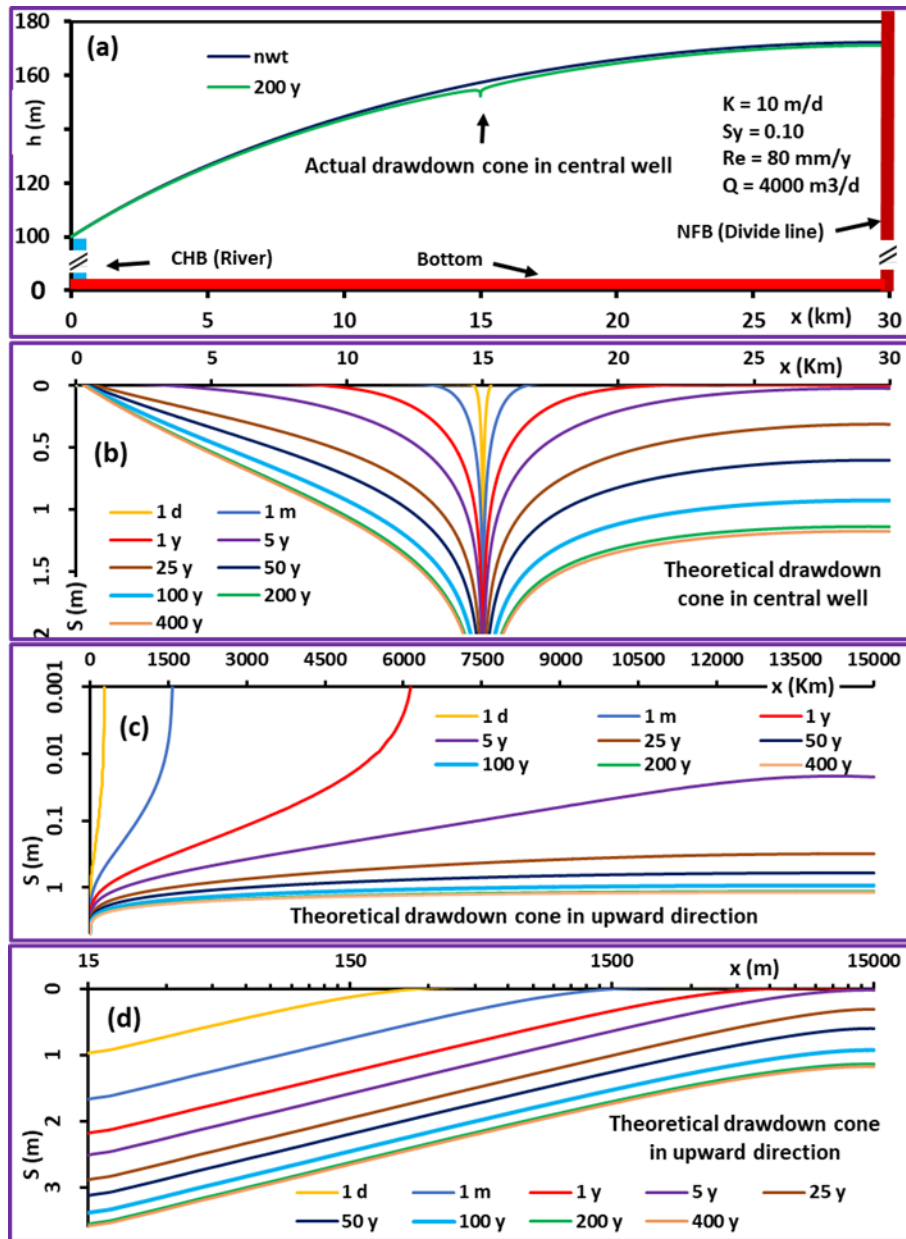 (a)
h (m)
180
160
140
120
100
0
nwt
200 y
K = 10 m/d
Sy = 0.10
Re = 80 mm/y
Q = 4000 m3/d
Actual drawdown cone in central well
NFB (Divide line)
CHB (River)
Bottom
0 5 10 15 20 25 30
x (km)
0 5 10 15 20 25 30
x (Km)
(b)
S (m)
0
0.5
1
1.5
2
1 d 1 m
1 y 5 y
25 y 50 y
100 y 200 y
400 y
Theoretical drawdown
cone in central well
0 1500 3000 4500 6000 7500 9000 10500 12000 13500 15000
x (Km)
(c)
S (m)
0.001
0.01
0.1
1
1 d 1 m 1 y
5 y 25 y 50 y
100 y 200 y 400 y
Theoretical drawdown cone in upward direction
15 150 1500 15000
x (m)
(d)
S (m)
0
1
2
3
Theoretical drawdown cone
in upward direction
1 d 1 m 1 y 5 y 25 y
50 y 100 y 200 y 400 y